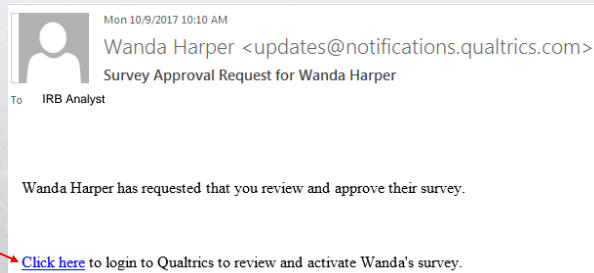 Mon 10/9/2017 10:10 AM
Wanda Harper <updates@notifications.qualtrics.com>
Survey Approval Request for Wanda Harper
To IRB Analyst
Wanda Harper has requested that you review and approve their survey.
Click here to login to Qualtrics to review and activate Wanda's survey.